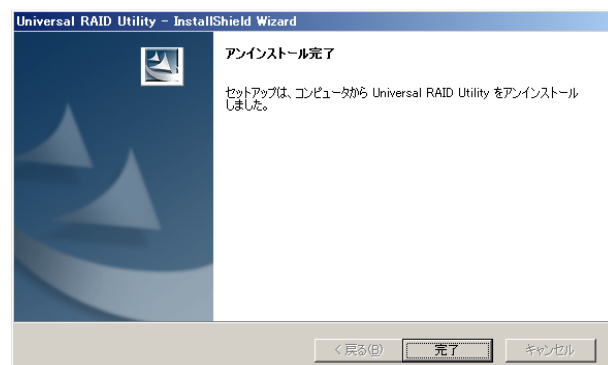 Universal RAID Utility - InstallShield Wizard
アンインストール完了
セットアップは、コンピュータから Universal RAID Utility をアンインストール
しました。
< 戻る(B)
完了
キャンセル